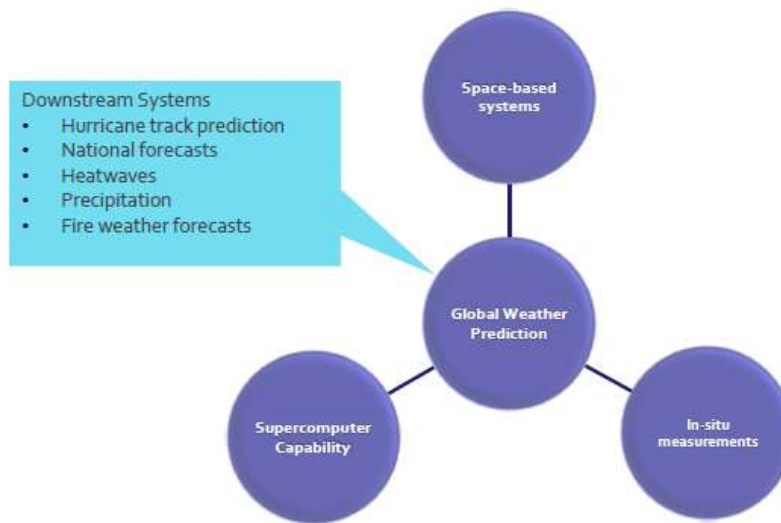 Space-based
systems
Downstream Systems
• Hurricane track prediction
• National forecasts
• Heatwaves
• Precipitation
• Fire weather forecasts
Global Weather
Prediction
Supercomputer
Capability
In-situ
measurements